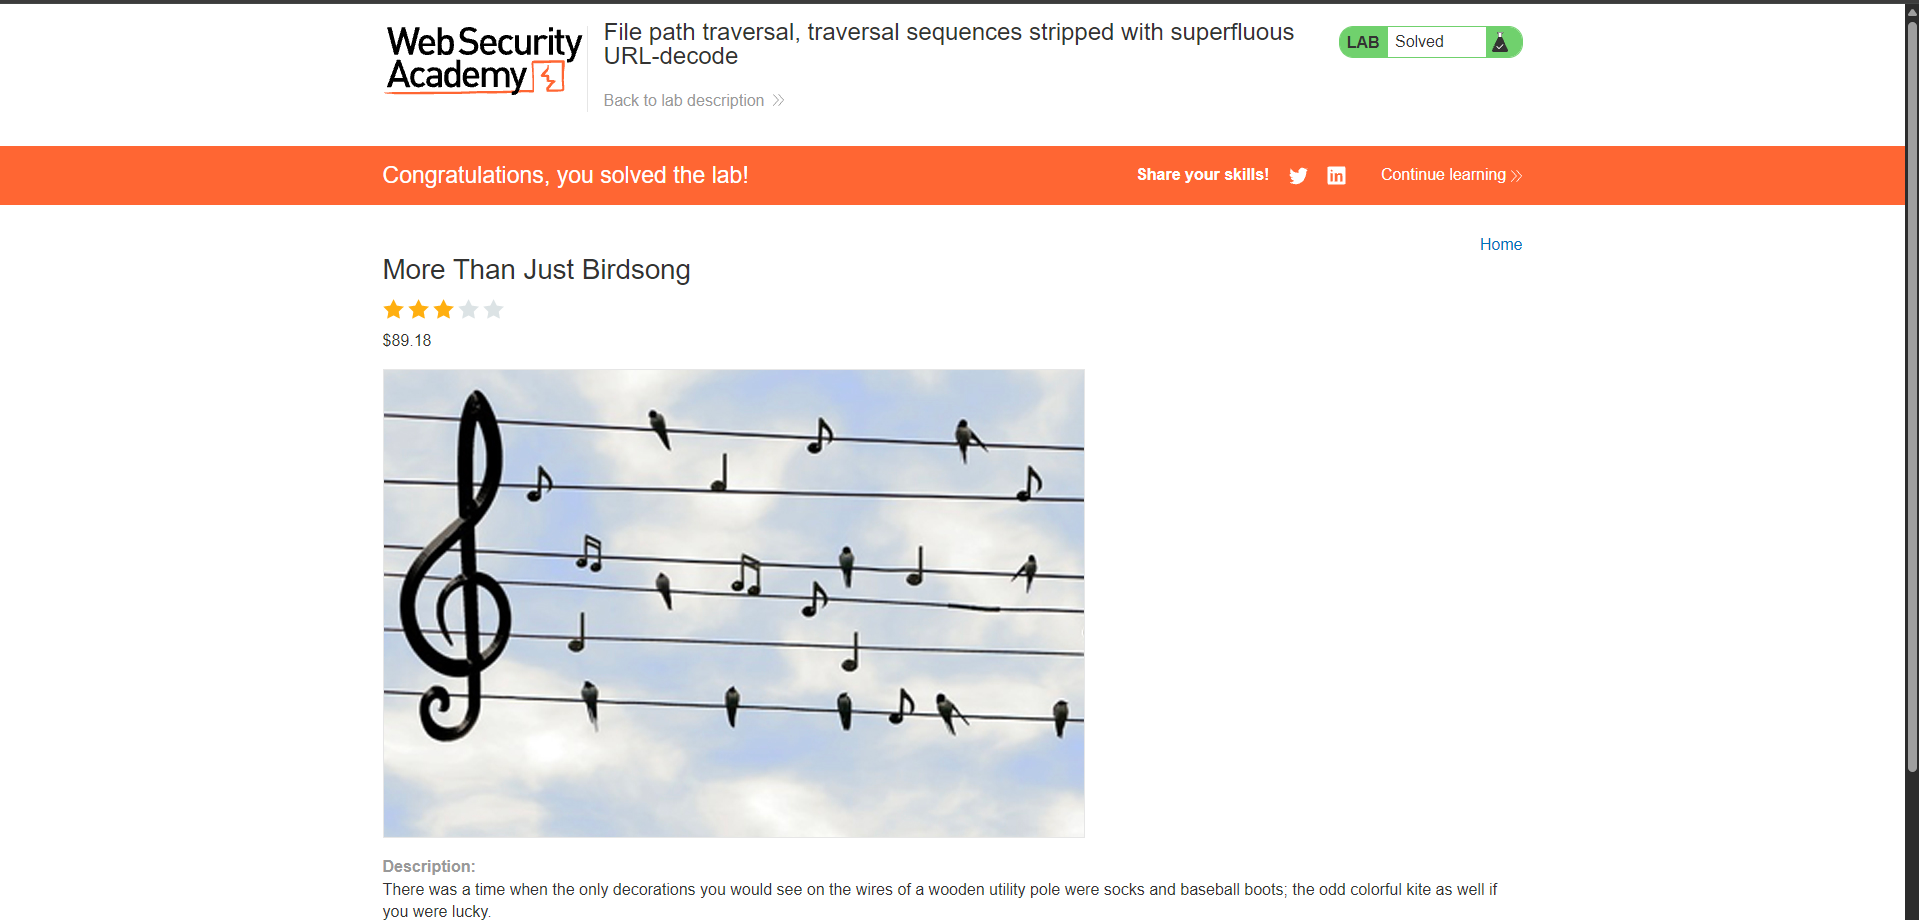 WebSecurity
Academy
File path traversal, traversal sequences stripped with superfluous
URL-decode
Back to lab description
LAB
Solved
Congratulations, you solved the lab!
Share your skills!
Continue learning
Home
More Than Just Birdsong
$89.18
Description:
There was a time when the only decorations you would see on the wires of a wooden utility pole were socks and baseball boots; the odd colorful kite as well if
you were lucky.